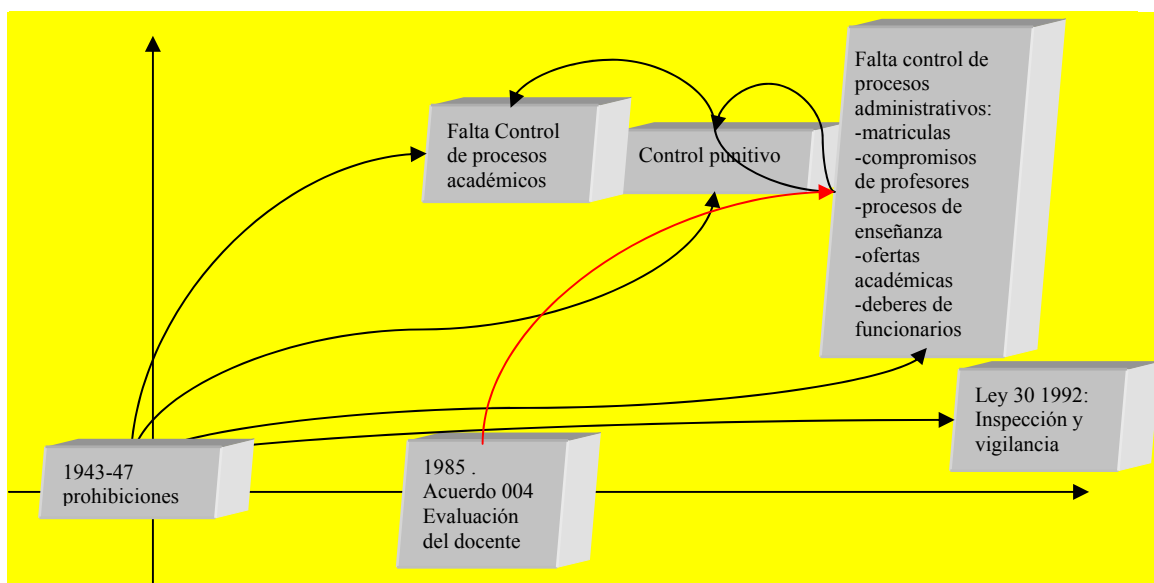 Falta Control
de procesos
académicos
Control punitivo
Falta control de
procesos
administrativos:
-matriculas
-compromisos
de profesores
-procesos de
enseñanza
-ofertas
académicas
-deberes de
funcionarios
Ley 30 1992:
Inspección y
vigilancia
1943-47
prohibiciones
1985 .
Acuerdo 004
Evaluación
del docente